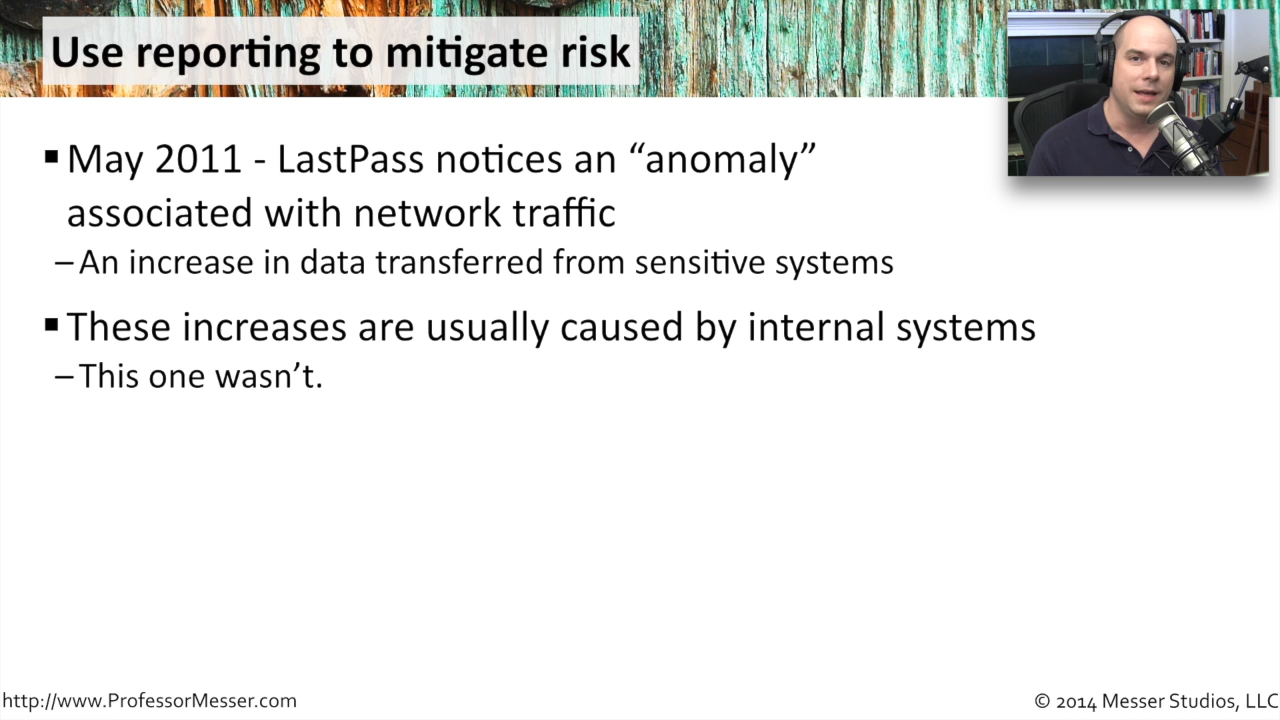 Use reporting to mitigate risk
▪ May 2011 - LastPass notices an “anomaly”
associated with network traffic
– An increase in data transferred from sensitive systems
▪ These increases are usually caused by internal systems
– This one wasn’t.
http://www.ProfessorMesser.com
© 2014 Messer Studios, LLC